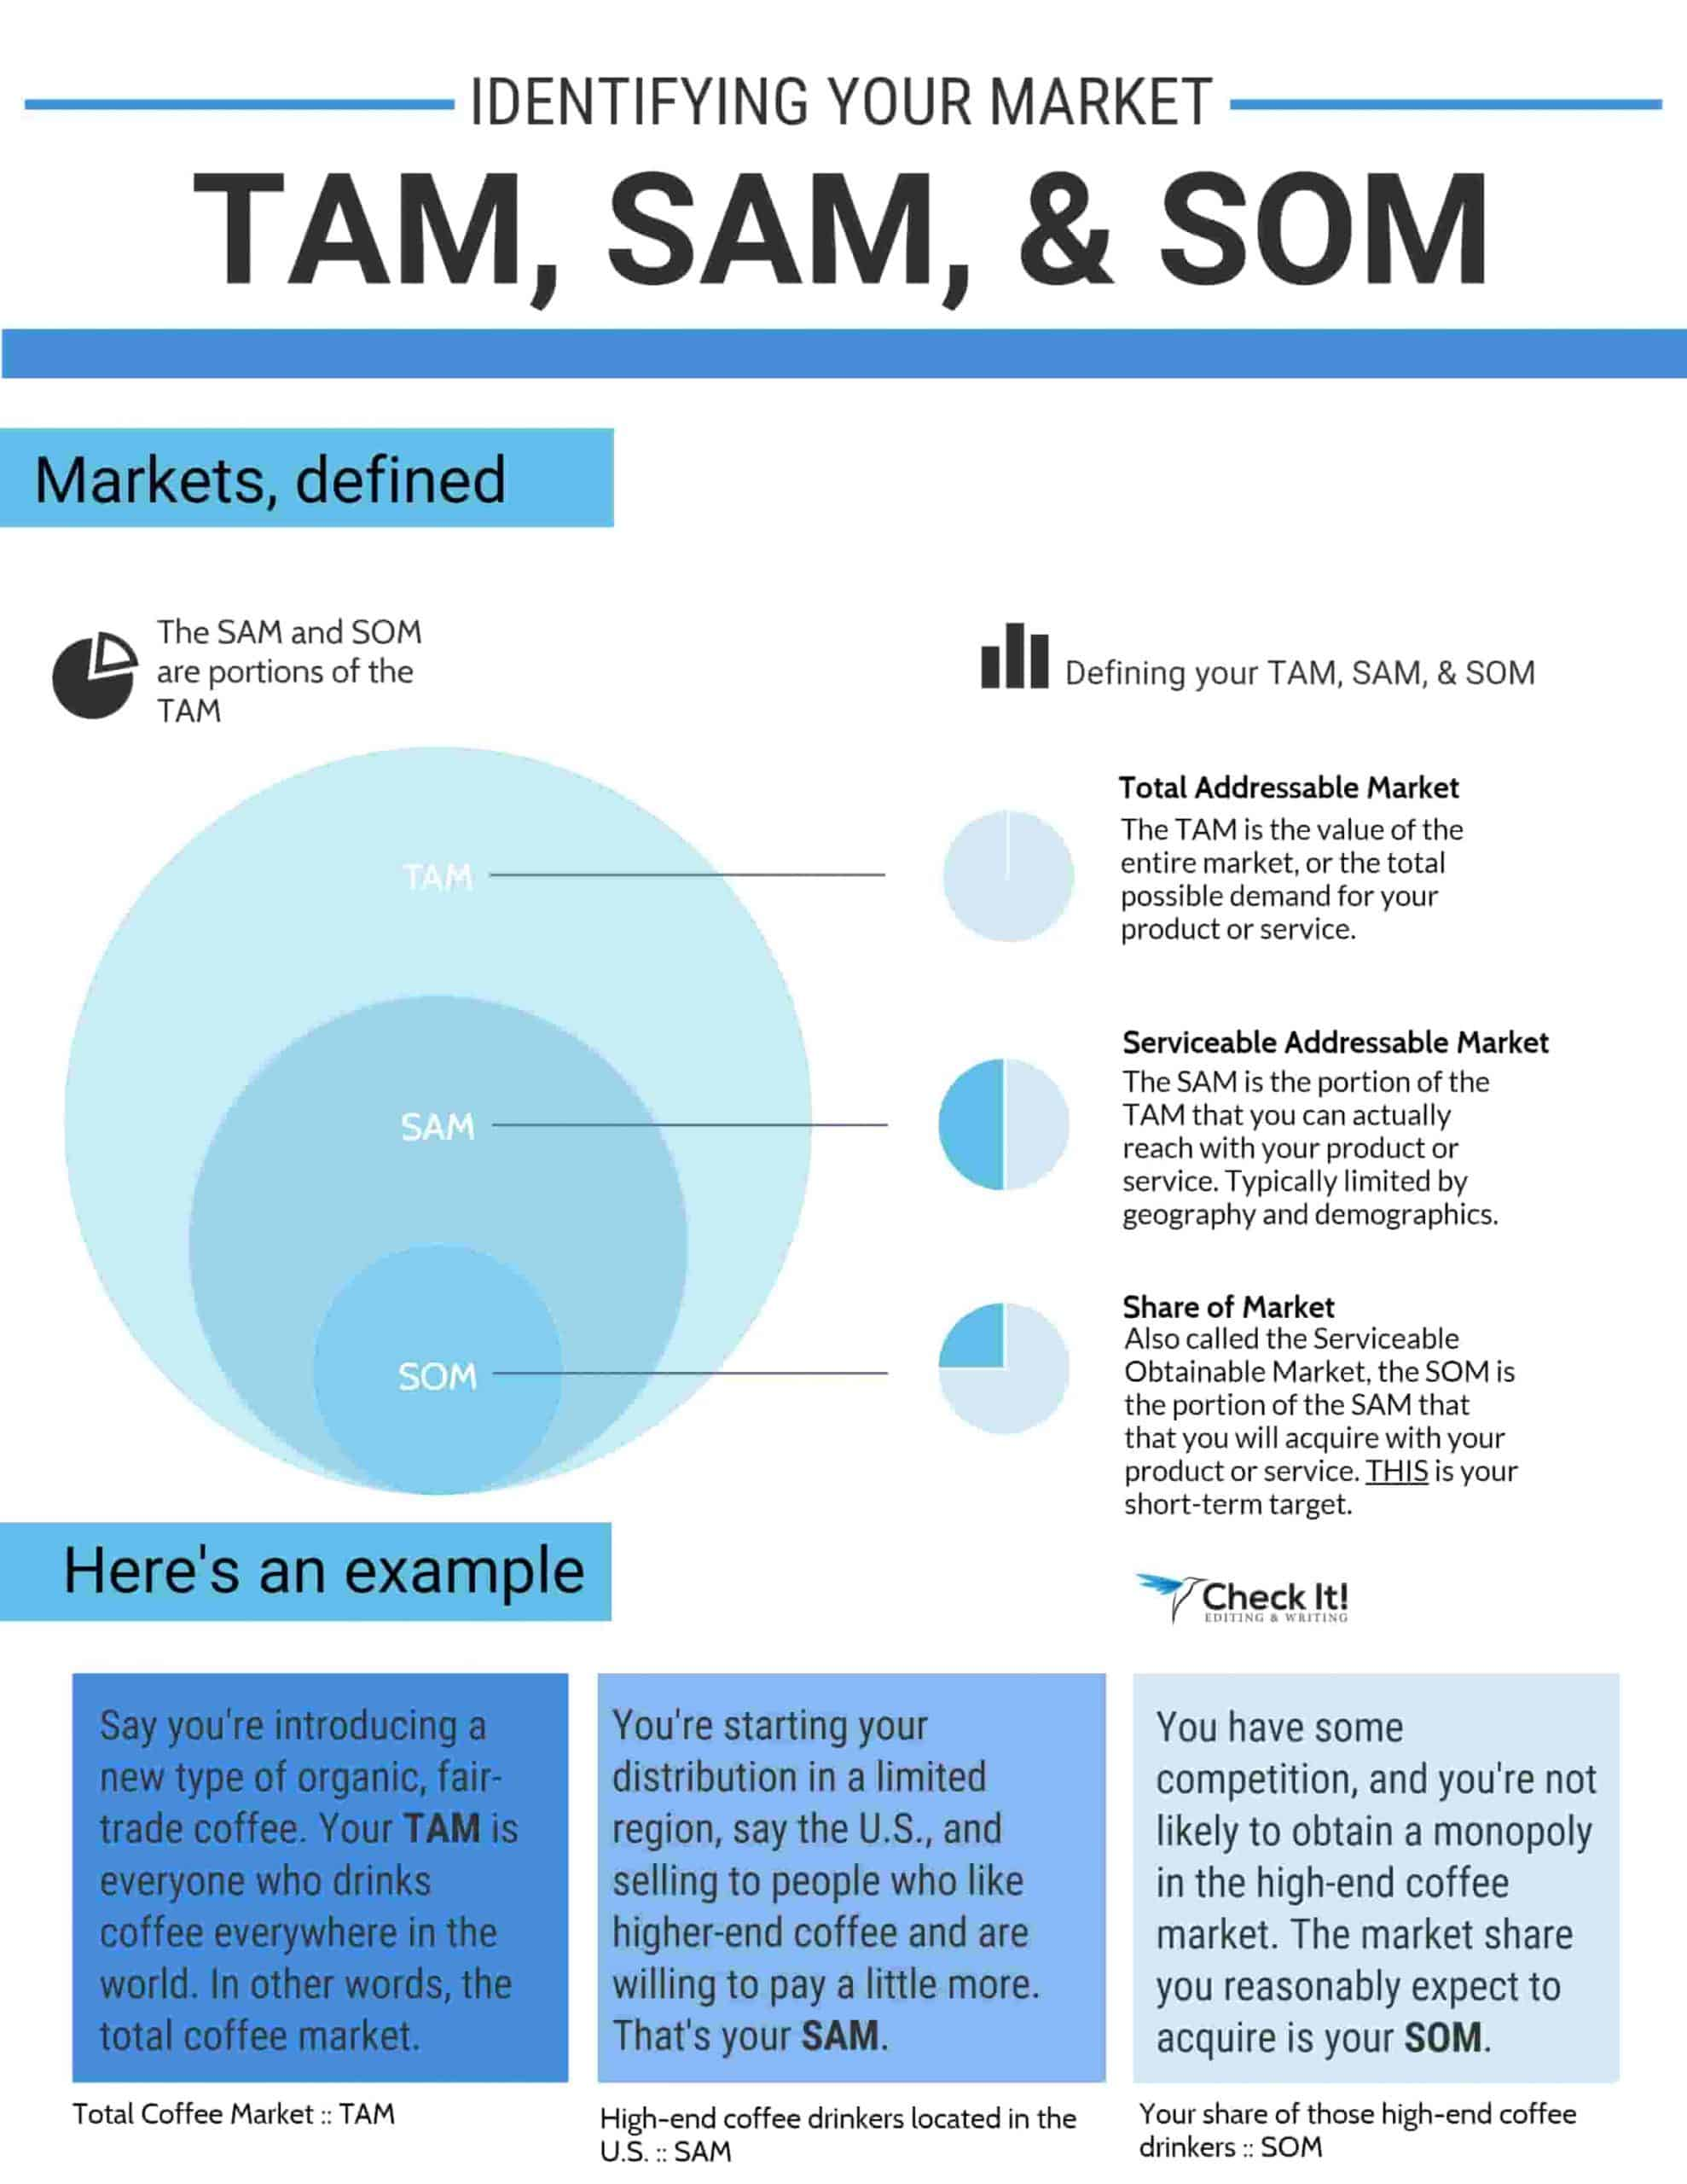 IDENTIFYING YOUR MARKET
TAM, SAM, & SOM
Markets, defined
The SAM and SOM
are portions of the
TAM
Defining your TAM, SAM, & SOM
TAM
SAM
SOM
Total Addressable Market
The TAM is the value of the
entire market, or the total
possible demand for your
product or service.
Serviceable Addressable Market
The SAM is the portion of the
TAM that you can actually
reach with your product or
service. Typically limited by
geography and demographics.
Share of Market
Also called the Serviceable
Obtainable Market, the SOM is
the portion of the SAM that
that you will acquire with your
product or service. THIS is your
short-term target.
Here's an example
Check It!
EDITING & WRITING
Say you're introducing a
new type of organic, fair-
trade coffee. Your TAM is
everyone who drinks
coffee everywhere in the
world. In other words, the
total coffee market.
Total Coffee Market :: TAM
You're starting your
distribution in a limited
region, say the U.S., and
selling to people who like
higher-end coffee and are
willing to pay a little more.
That's your SAM.
High-end coffee drinkers located in the
U.S. :: SAM
You have some
competition, and you're not
likely to obtain a monopoly
in the high-end coffee
market. The market share
you reasonably expect to
acquire is your SOM.
Your share of those high-end coffee
drinkers :: SOM